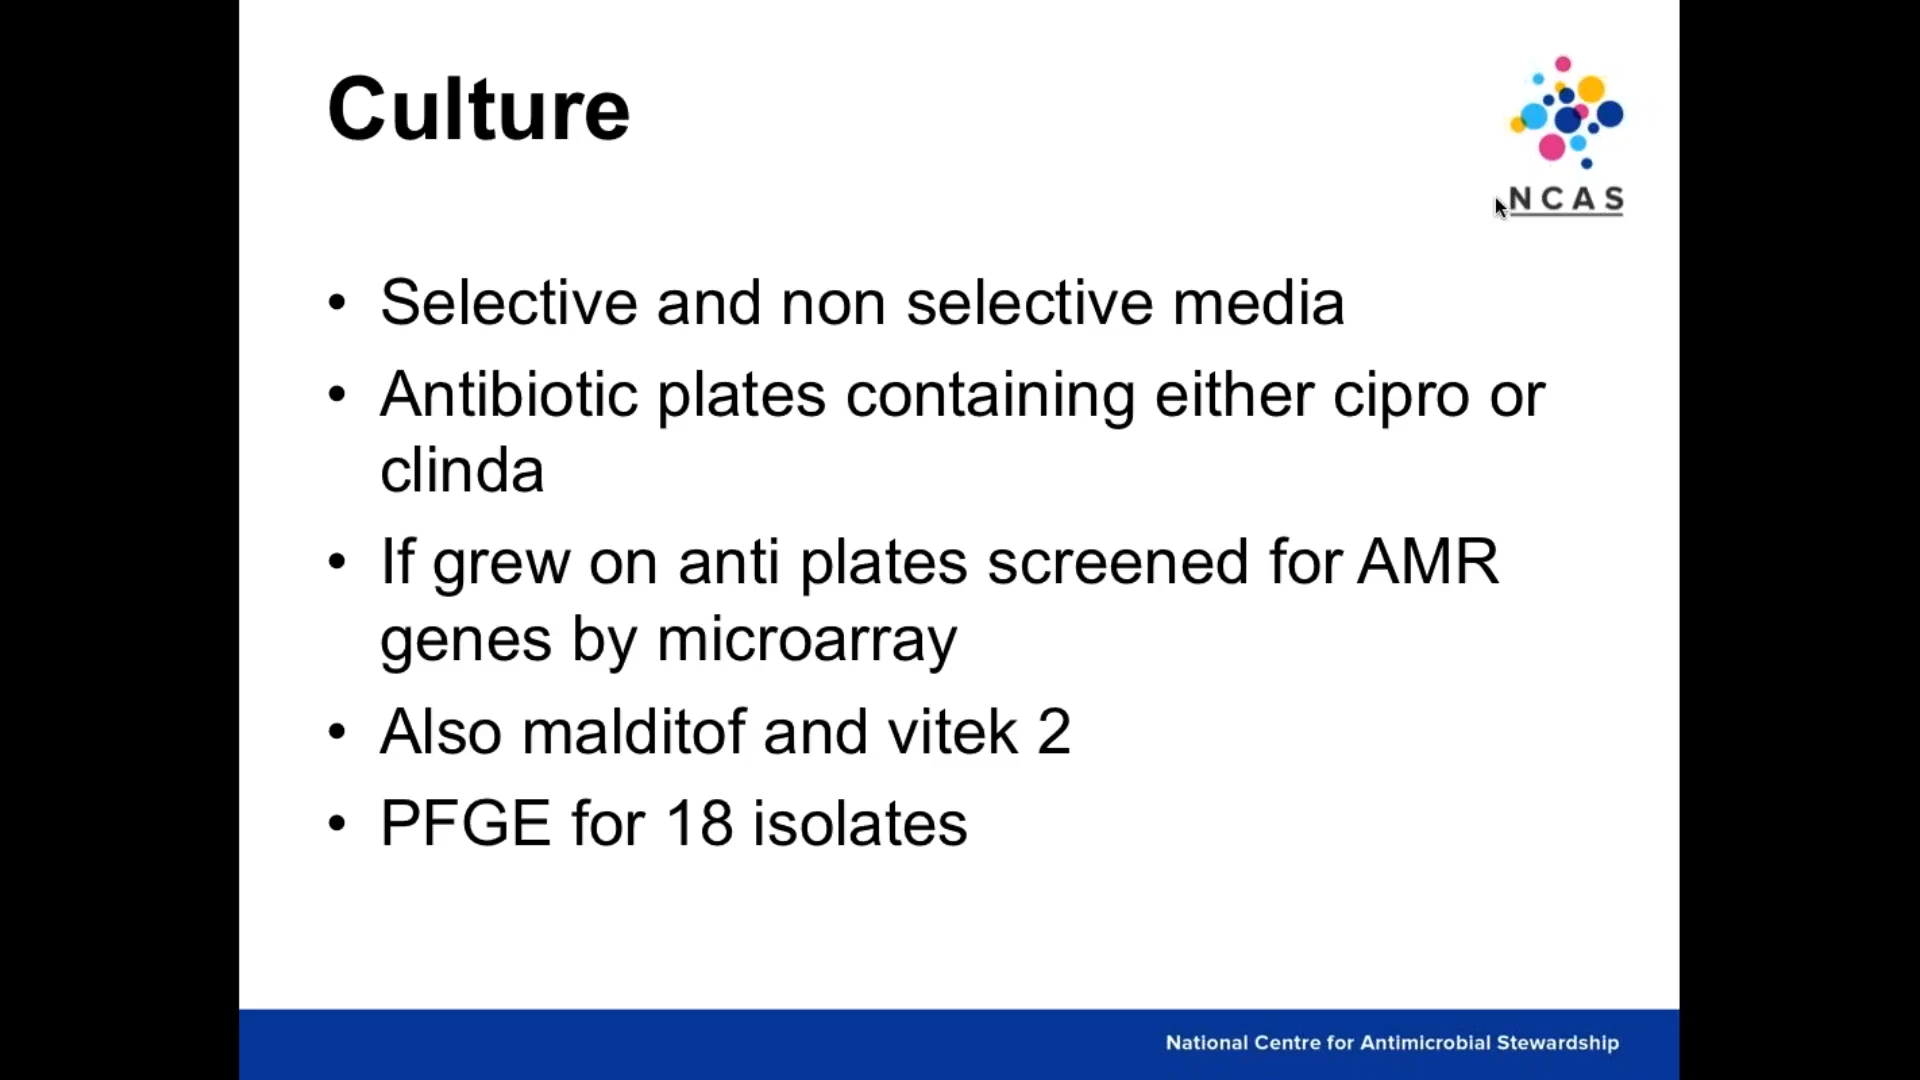 Culture
NCAS
• Selective and non selective media
• Antibiotic plates containing either cipro or
clinda
• If grew on anti plates screened for AMR
genes by microarray
• Also malditof and vitek 2
• PFGE for 18 isolates
National Centre for Antimicrobial Stewardship